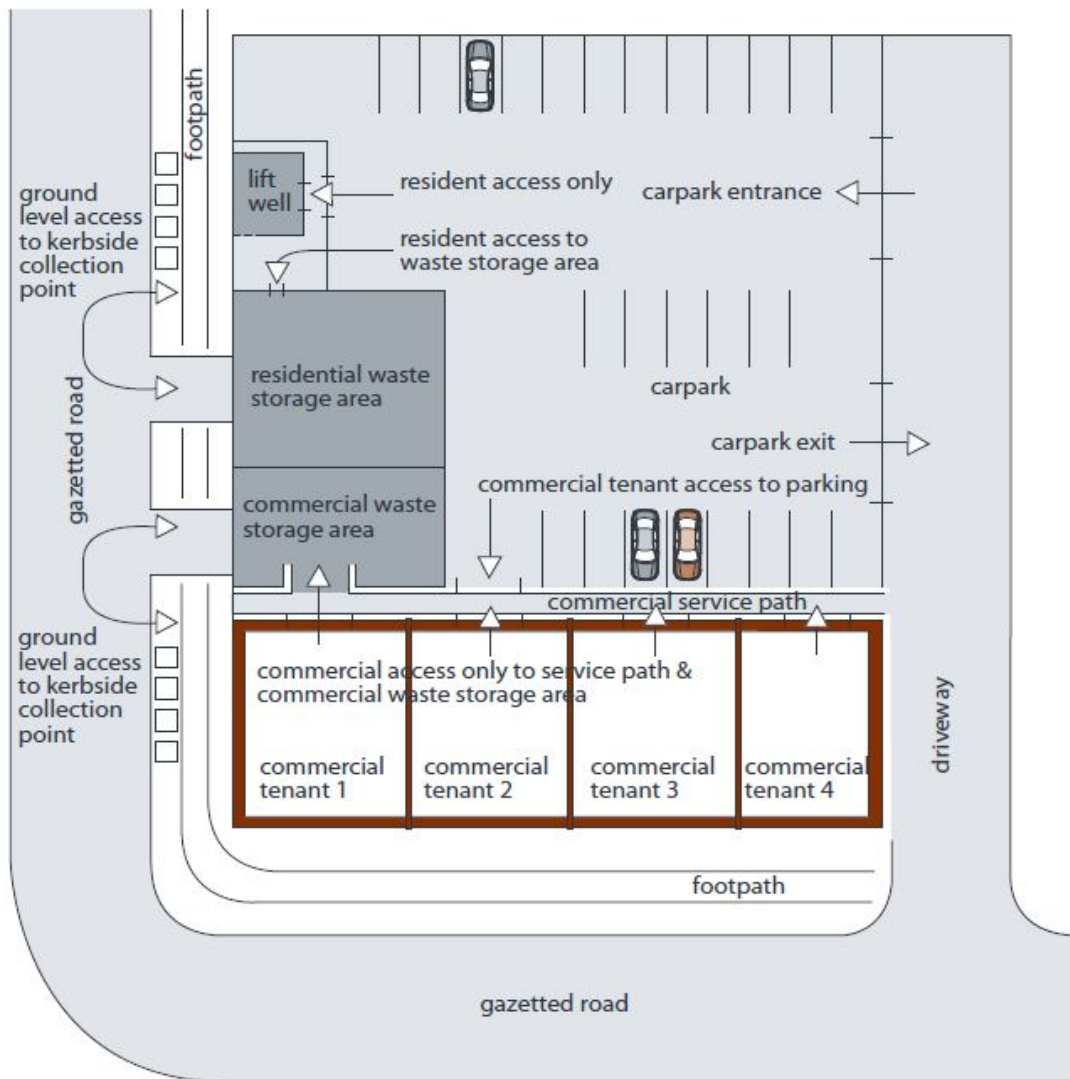 footpath
lift
well
resident access only
carpark entrance
ground
level access
to kerbside
collection
point
resident access to
waste storage area
residential waste
storage area
carpark
gazetted road
carpark exit
commercial tenant access to parking
commercial waste
storage area
commercial service path
ground
level access
to kerbside
collection
point
commercial access only to service path &
commercial waste storage area
driveway
commercial
tenant 1
commercial
tenant 2
commercial
tenant 3
commercial
tenant 4
footpath
gazetted road